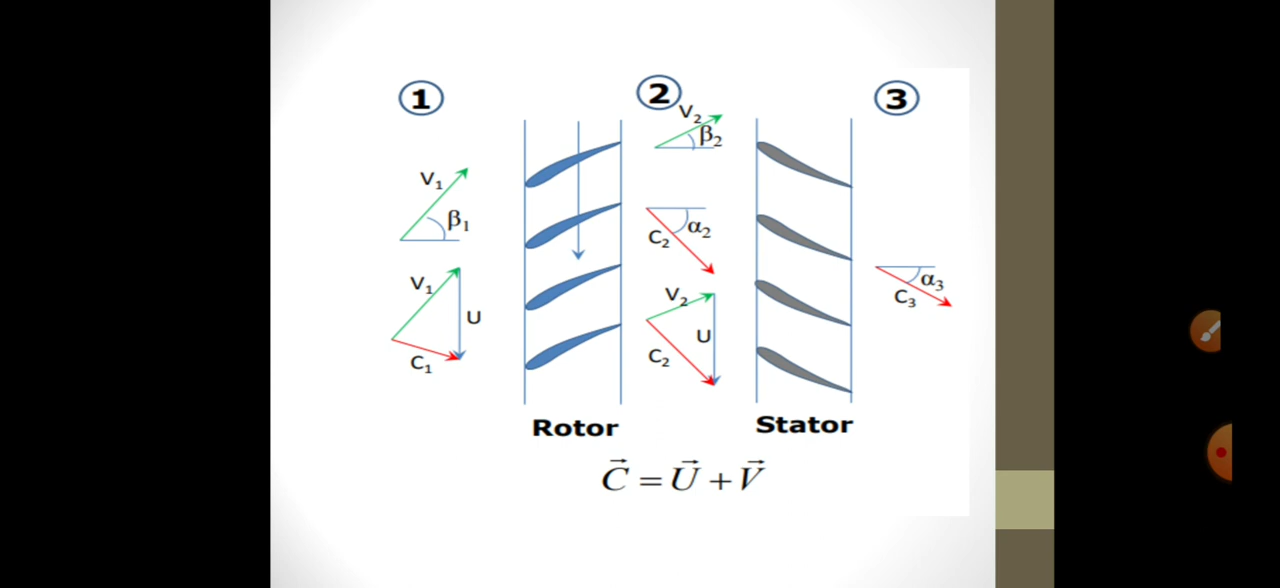 1
2
3
V₂
β₂
V₁
β₁
C₂
α₂
V₁
U
C₁
V₂
U
C₂
α₃
C₃
Rotor
Stator
C⃗ = U⃗ + V⃗